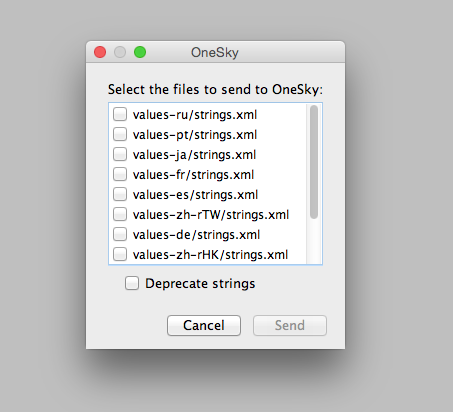 OneSky
Select the files to send to OneSky:
values-ru/strings.xml
values-pt/strings.xml
values-ja/strings.xml
values-fr/strings.xml
values-es/strings.xml
values-zh-rTW/strings.xml
values-de/strings.xml
values-zh-rHK/strings.xml
Deprecate strings
Cancel
Send